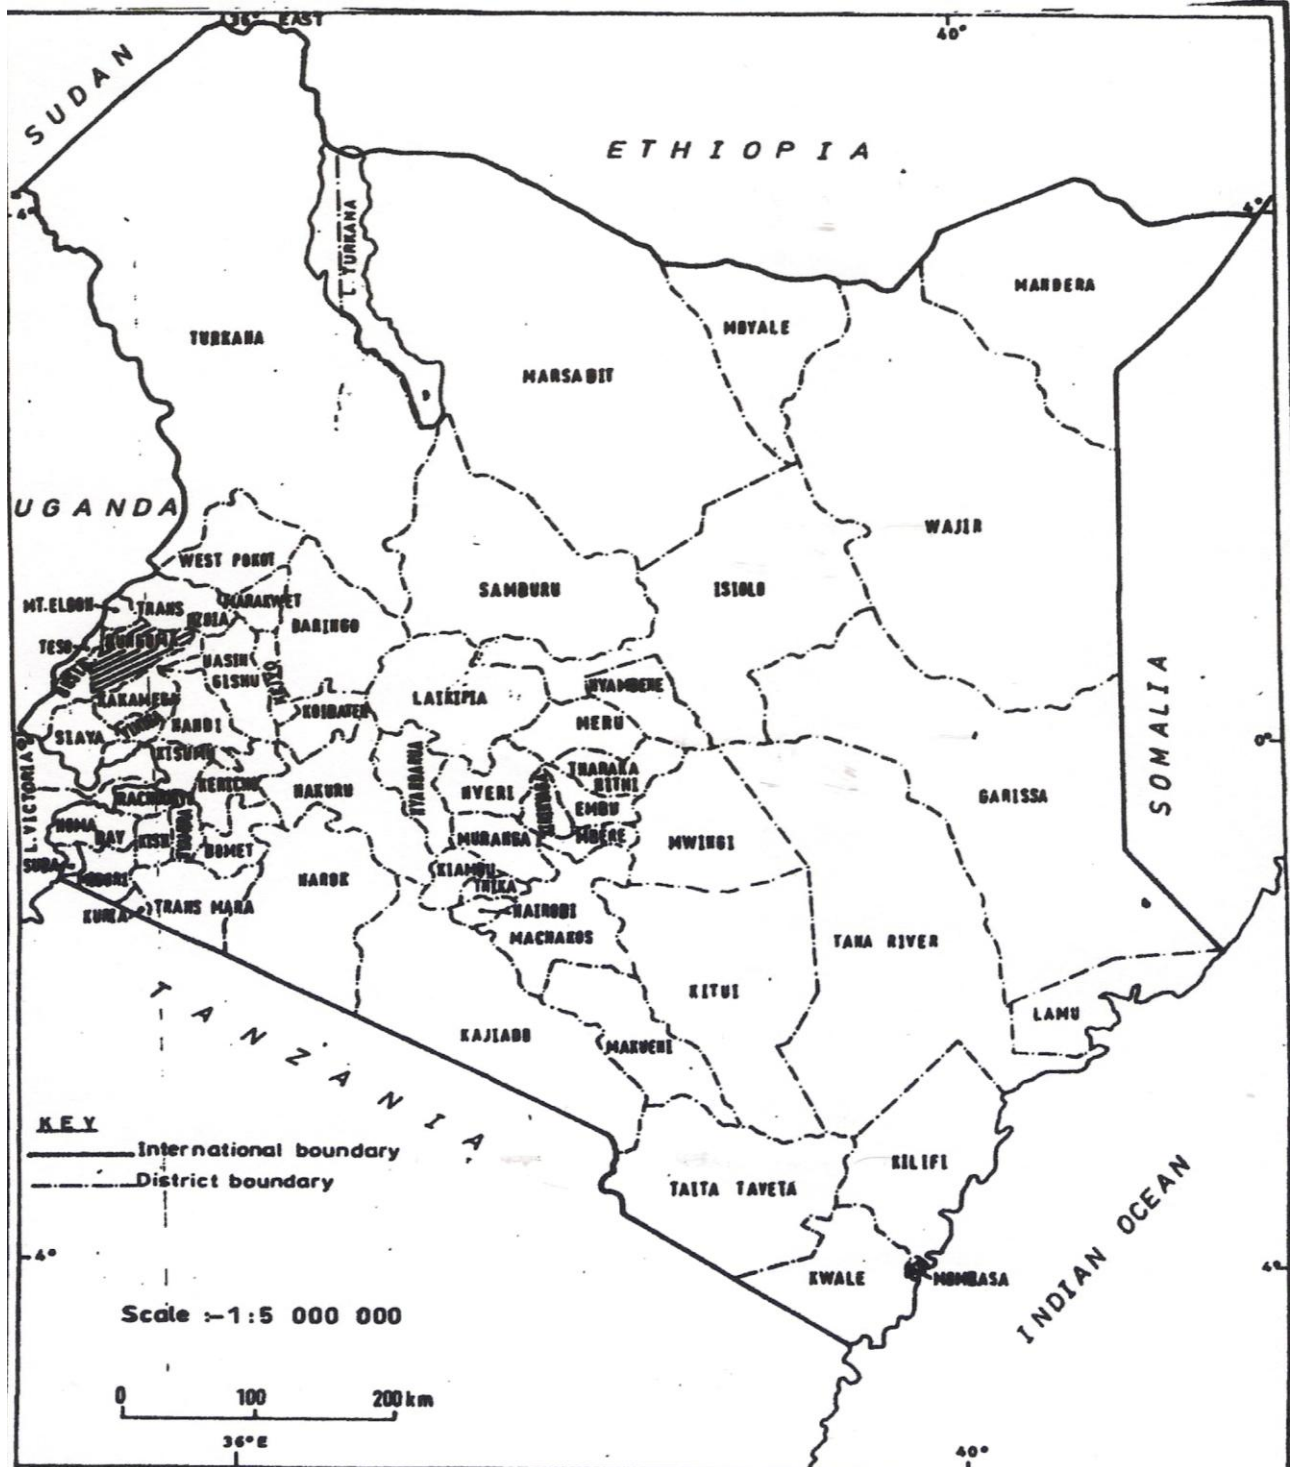 36° EAST
40°
SUDAN
ETHIOPIA
4°
4°
L. TURKANA
MANDERA
TURKANA
MOYALE
MARSABIT
UGANDA
WAJIR
WEST POKOT
SAMBURU
ISIOLO
MT.ELGON
TRANS
NZOIA
MARAKWET
BARINGO
TESO
BUNGOMA
UASIN
GISHU
KEIYO
SOMALIA
KAKAMEGA
LAIKIPIA
NYAMBENE
KOIBATEK
MERU
SIAYA
NANDI
0°
0°
KISUMU
L.VICTORIA
KERICHO
NAKURU
NYANDARUA
NYERI
THARAKA
NITHI
GARISSA
RACHUONYO
EMBU
HOMA
BAY
KISII
BOMET
MURANGA
MBERE
MWINGI
SUBA
MIGORI
NAROK
KIAMBU
THIKA
KURIA
TRANS MARA
NAIROBI
MACHAKOS
TANA RIVER
KITUI
LAMU
TANZANIA
KAJIADO
MAKUENI
KEY
International boundary
District boundary
KILIFI
TAITA TAVETA
INDIAN OCEAN
4°
4°
KWALE
MOMBASA
Scale :-1:5 000 000
0 100 200 km
36°E
40°